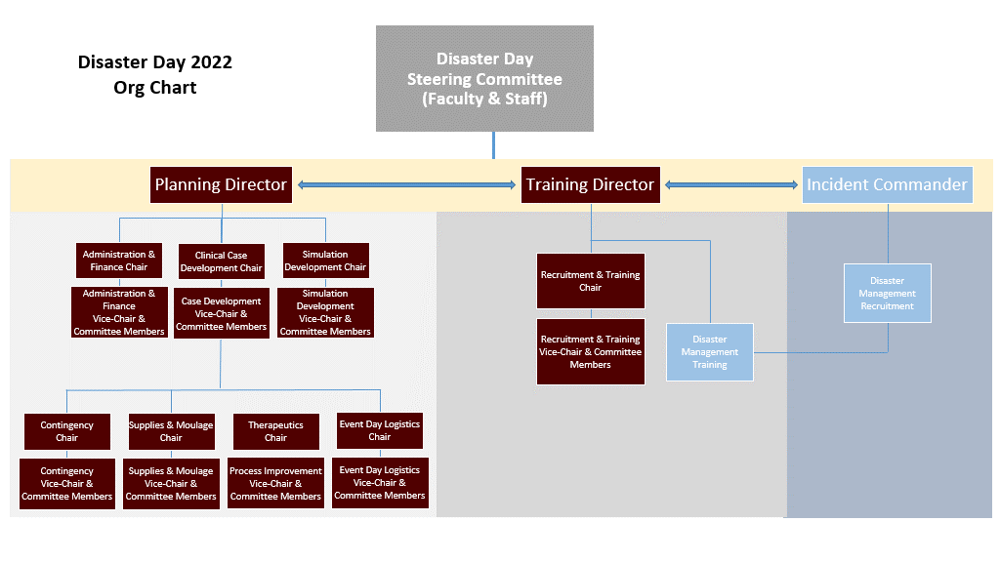 Disaster Day 2022
Org Chart
Disaster Day
Steering Committee
(Faculty & Staff)
Planning Director
Training Director
Incident Commander
Administration &
Finance Chair
Clinical Case
Development Chair
Simulation
Development Chair
Administration &
Finance
Vice-Chair &
Committee Members
Case Development
Vice-Chair &
Committee Members
Simulation
Development
Vice-Chair &
Committee Members
Recruitment & Training
Chair
Recruitment & Training
Vice-Chair & Committee
Members
Disaster
Management
Training
Disaster
Management
Recruitment
Contingency
Chair
Supplies & Moulage
Chair
Therapeutics
Chair
Event Day Logistics
Chair
Contingency
Vice-Chair &
Committee Members
Supplies & Moulage
Vice-Chair &
Committee Members
Process Improvement
Vice-Chair &
Committee Members
Event Day Logistics
Vice-Chair &
Committee Members